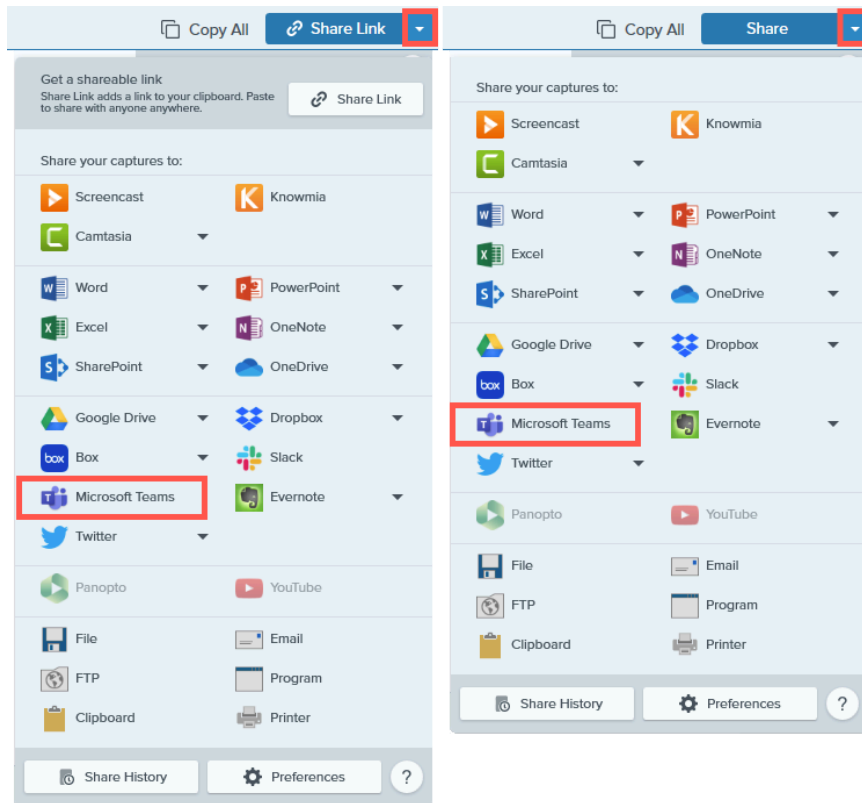 Copy All
Share Link
Get a shareable link
Share Link adds a link to your clipboard. Paste
to share with anyone anywhere.
Share Link
Share your captures to:
Screencast
Knowmia
Camtasia
Word
PowerPoint
Excel
OneNote
SharePoint
OneDrive
Google Drive
Dropbox
box
Box
Slack
Microsoft Teams
Evernote
Twitter
Panopto
YouTube
File
Email
FTP
Program
Clipboard
Printer
Share History
Preferences
?
Copy All
Share
Share your captures to:
Screencast
Knowmia
Camtasia
Word
PowerPoint
Excel
OneNote
SharePoint
OneDrive
Google Drive
Dropbox
box
Box
Slack
Microsoft Teams
Evernote
Twitter
Panopto
YouTube
File
Email
FTP
Program
Clipboard
Printer
Share History
Preferences
?